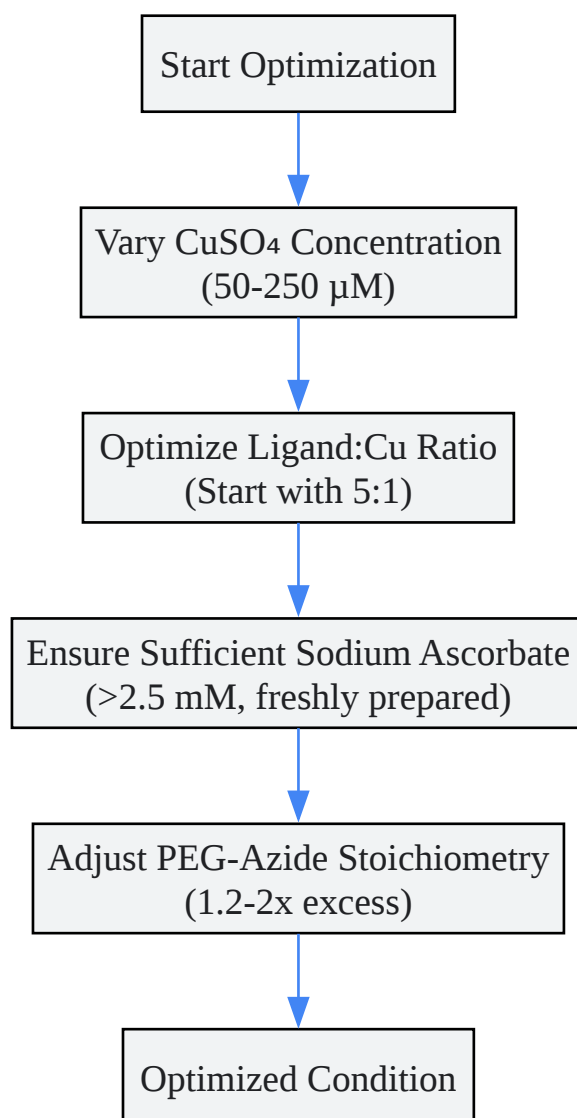 Start Optimization
Vary CuSO₄ Concentration
(50-250 µM)
Optimize Ligand:Cu Ratio
(Start with 5:1)
Ensure Sufficient Sodium Ascorbate
(>2.5 mM, freshly prepared)
Adjust PEG-Azide Stoichiometry
(1.2-2x excess)
Optimized Condition